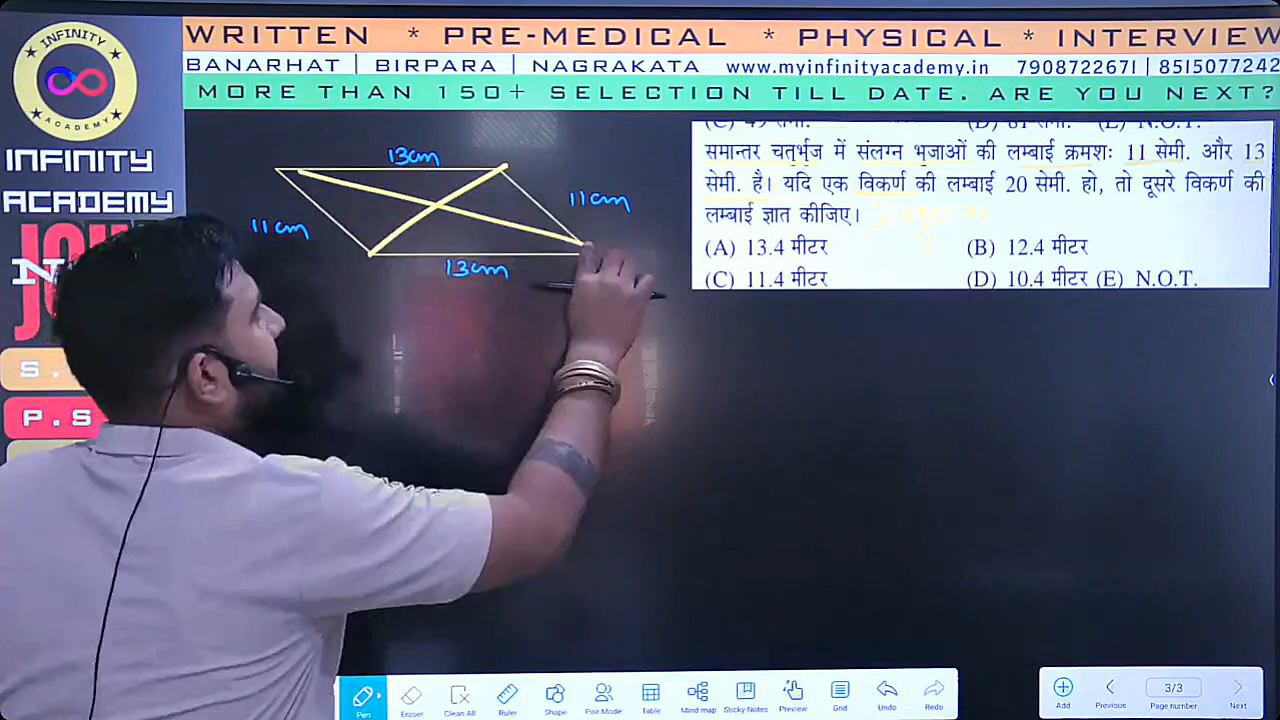 INFINITY
ACADEMY
WRITTEN * PRE-MEDICAL * PHYSICAL * INTERVIEW
BANARHAT | BIRPARA | NAGRAKATA www.myinfinityacademy.in 7908722671 | 8515077242
MORE THAN 150+ SELECTION TILL DATE. ARE YOU NEXT?
INFINITY
ACADEMY
S.
P.S
13cm
11cm
11cm
13cm
समान्तर चतुर्भुज में संलग्न भुजाओं की लम्बाई क्रमशः 11 सेमी. और 13
सेमी. है। यदि एक विकर्ण की लम्बाई 20 सेमी. हो, तो दूसरे विकर्ण की
लम्बाई ज्ञात कीजिए।
(A) 13.4 मीटर (B) 12.4 मीटर
(C) 11.4 मीटर (D) 10.4 मीटर (E) N.O.T.
Pen Eraser Clean All Ruler Shape Pair Mode Table Mind map Sticky-Notes Preview Grid Undo Redo
Add Previous 3/3 Page number Next